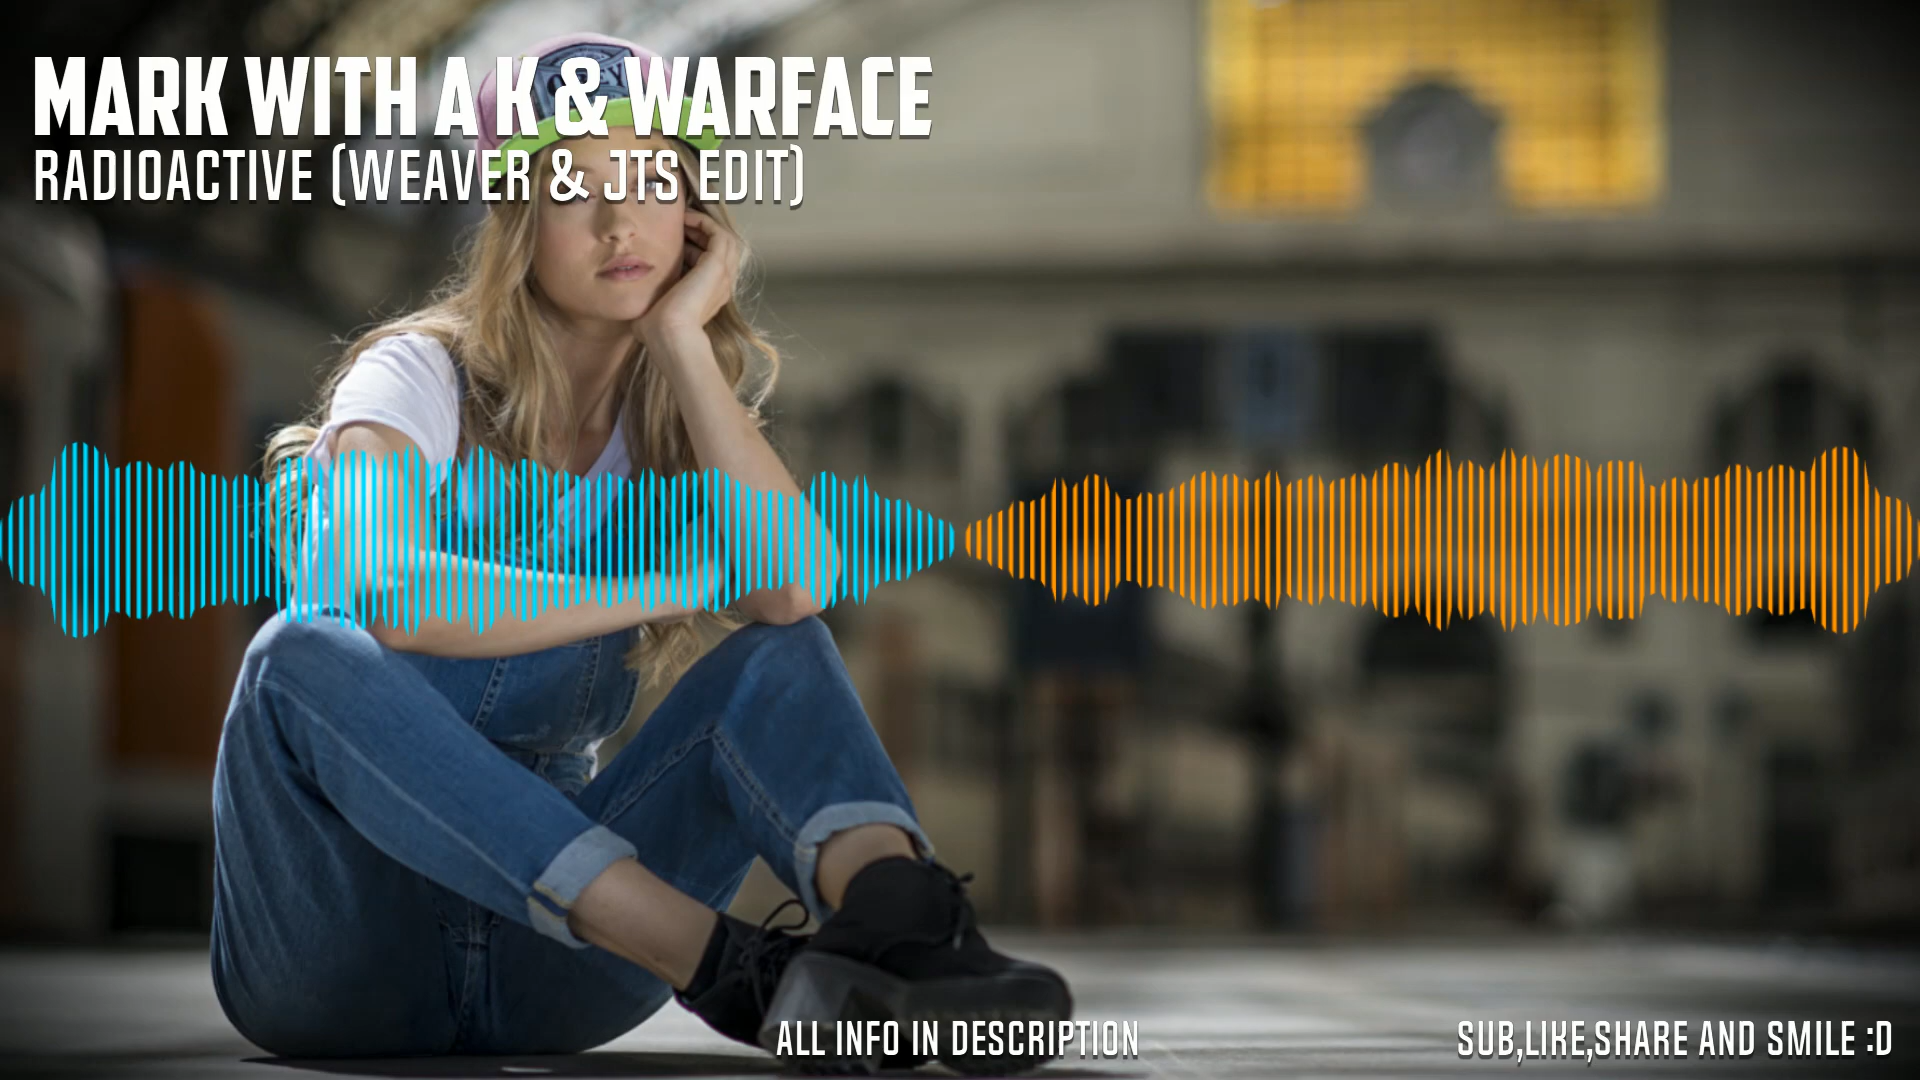 MARK WITH A K & WARFACE
RADIOACTIVE (WEAVER & JTS EDIT)
ALL INFO IN DESCRIPTION
SUB,LIKE,SHARE AND SMILE :D